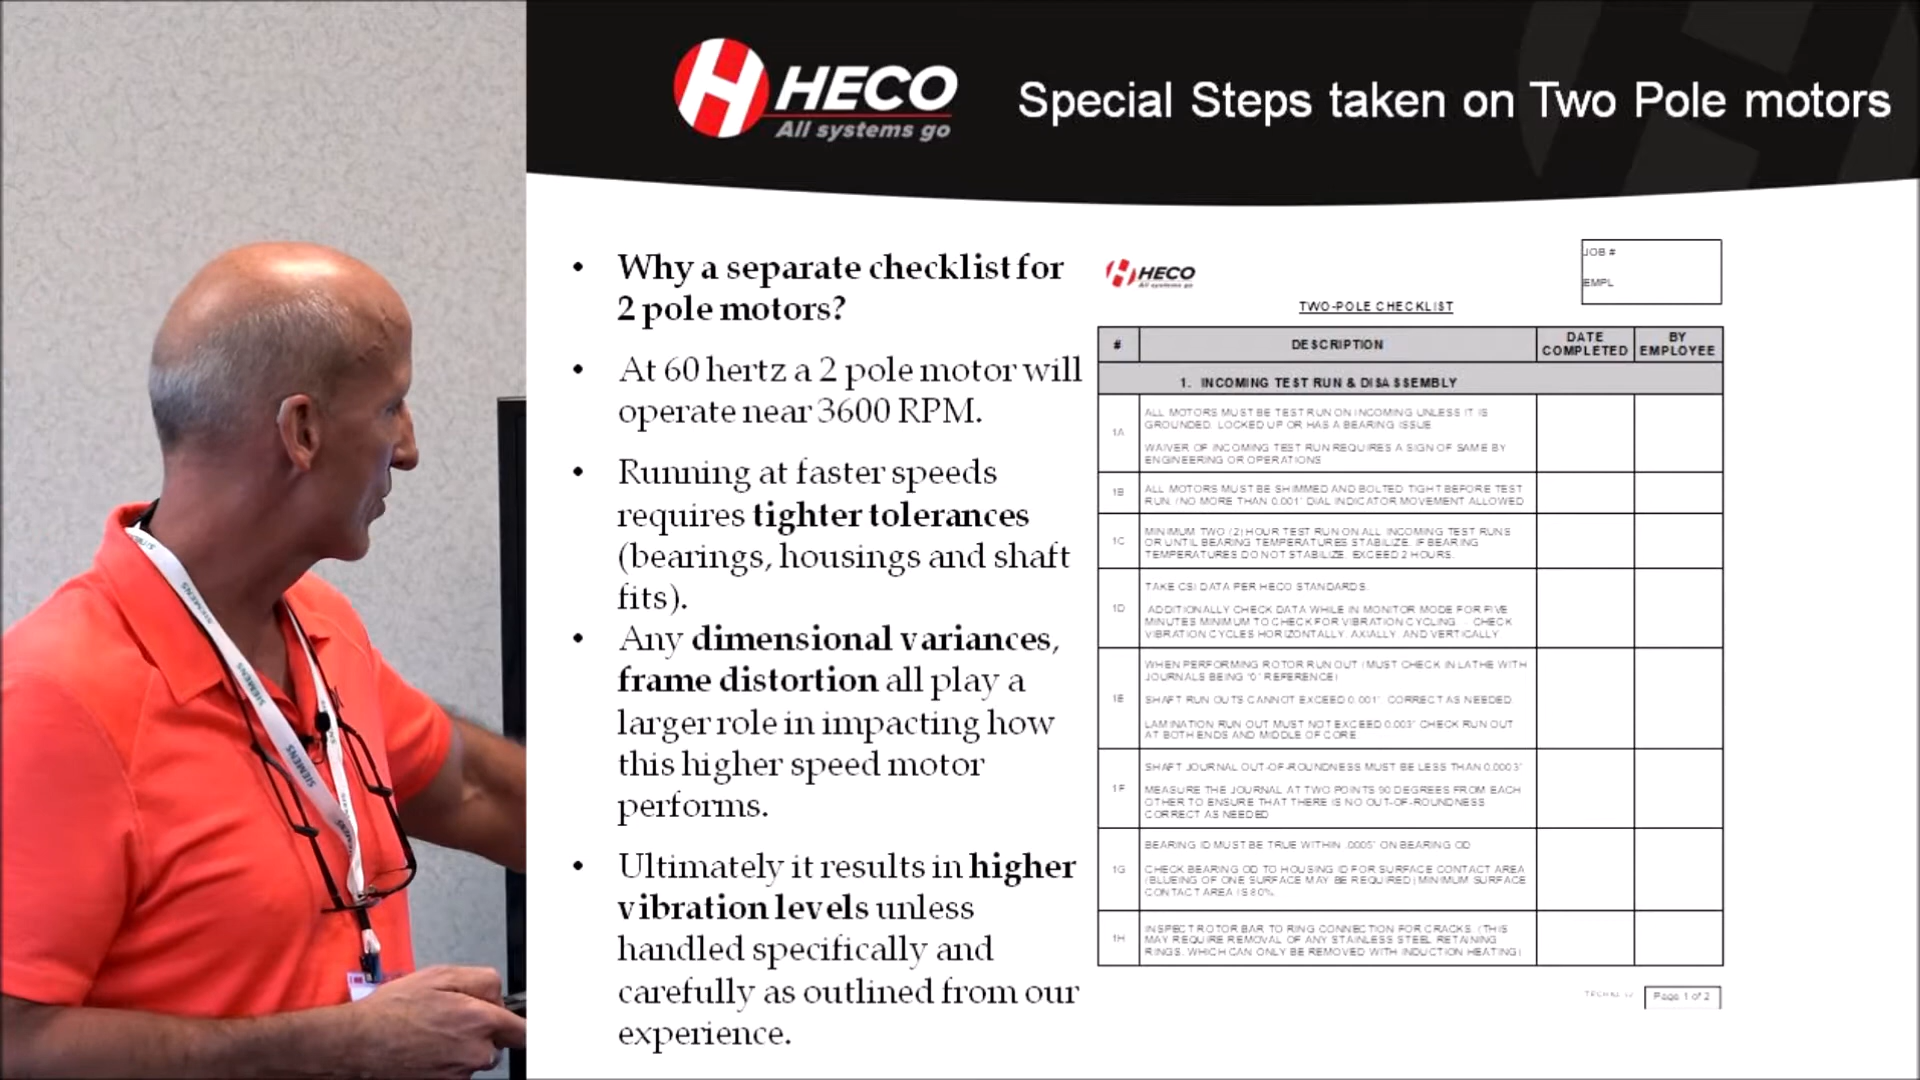 HECO
All systems go
Special Steps taken on Two Pole motors
• Why a separate checklist for
2 pole motors?
• At 60 hertz a 2 pole motor will
operate near 3600 RPM.
• Running at faster speeds
requires tighter tolerances
(bearings, housings and shaft
fits).
• Any dimensional variances,
frame distortion all play a
larger role in impacting how
this higher speed motor
performs.
• Ultimately it results in higher
vibration levels unless
handled specifically and
carefully as outlined from our
experience.
HECO
All systems go
JOB #
EMPL
TWO-POLE CHECKLIST
# DESCRIPTION DATE COMPLETED BY EMPLOYEE
1. INCOMING TEST RUN & DISASSEMBLY
1A
ALL MOTORS MUST BE TEST RUN ON INCOMING UNLESS IT IS
GROUNDED, LOCKED UP OR HAS A BEARING ISSUE
WAIVER OF INCOMING TEST RUN REQUIRES A SIGN OF SAME BY
ENGINEERING OR OPERATIONS
1B
ALL MOTORS MUST BE SHIMMED AND BOLTED TIGHT BEFORE TEST
RUN. (NO MORE THAN 0.001" DIAL INDICATOR MOVEMENT ALLOWED
1C
MINIMUM TWO (2) HOUR TEST RUN ON ALL INCOMING TEST RUNS
OR UNTIL BEARING TEMPERATURES STABILIZE. IF BEARING
TEMPERATURES DO NOT STABILIZE, EXCEED 2 HOURS.
1D
TAKE CSI DATA PER HECO STANDARDS.
ADDITIONALLY CHECK DATA WHILE IN MONITOR MODE FOR FIVE
MINUTES MINIMUM TO CHECK FOR VIBRATION CYCLING. CHECK
VIBRATION CYCLES HORIZONTALLY, AXIALLY, AND VERTICALLY
1E
WHEN PERFORMING ROTOR RUN OUT (MUST CHECK IN LATHE WITH
JOURNALS BEING "0" REFERENCE)
SHAFT RUN OUTS CANNOT EXCEED 0.001". CORRECT AS NEEDED.
LAMINATION RUN OUT MUST NOT EXCEED 0.003" CHECK RUN OUT
AT BOTH ENDS AND MIDDLE OF CORE.
1F
SHAFT JOURNAL OUT-OF-ROUNDNESS MUST BE LESS THAN 0.0003"
MEASURE THE JOURNAL AT TWO POINTS 90 DEGREES FROM EACH
OTHER TO ENSURE THAT THERE IS NO OUT-OF-ROUNDNESS
CORRECT AS NEEDED
1G
BEARING ID MUST BE TRUE WITHIN .0005" ON BEARING OD
CHECK BEARING OD TO HOUSING ID FOR SURFACE CONTACT AREA
(BLUEING OF ONE SURFACE MAY BE REQUIRED) MINIMUM SURFACE
CONTACT AREA IS 80%.
1H
INSPECT ROTOR BAR TO RING CONNECTION FOR CRACKS. (THIS
MAY REQUIRE REMOVAL OF ANY STAINLESS STEEL RETAINING
RINGS, WHICH CAN ONLY BE REMOVED WITH INDUCTION HEATING)
Page 1 of 2
SIEMENS
SIEMENS
SIEMENS